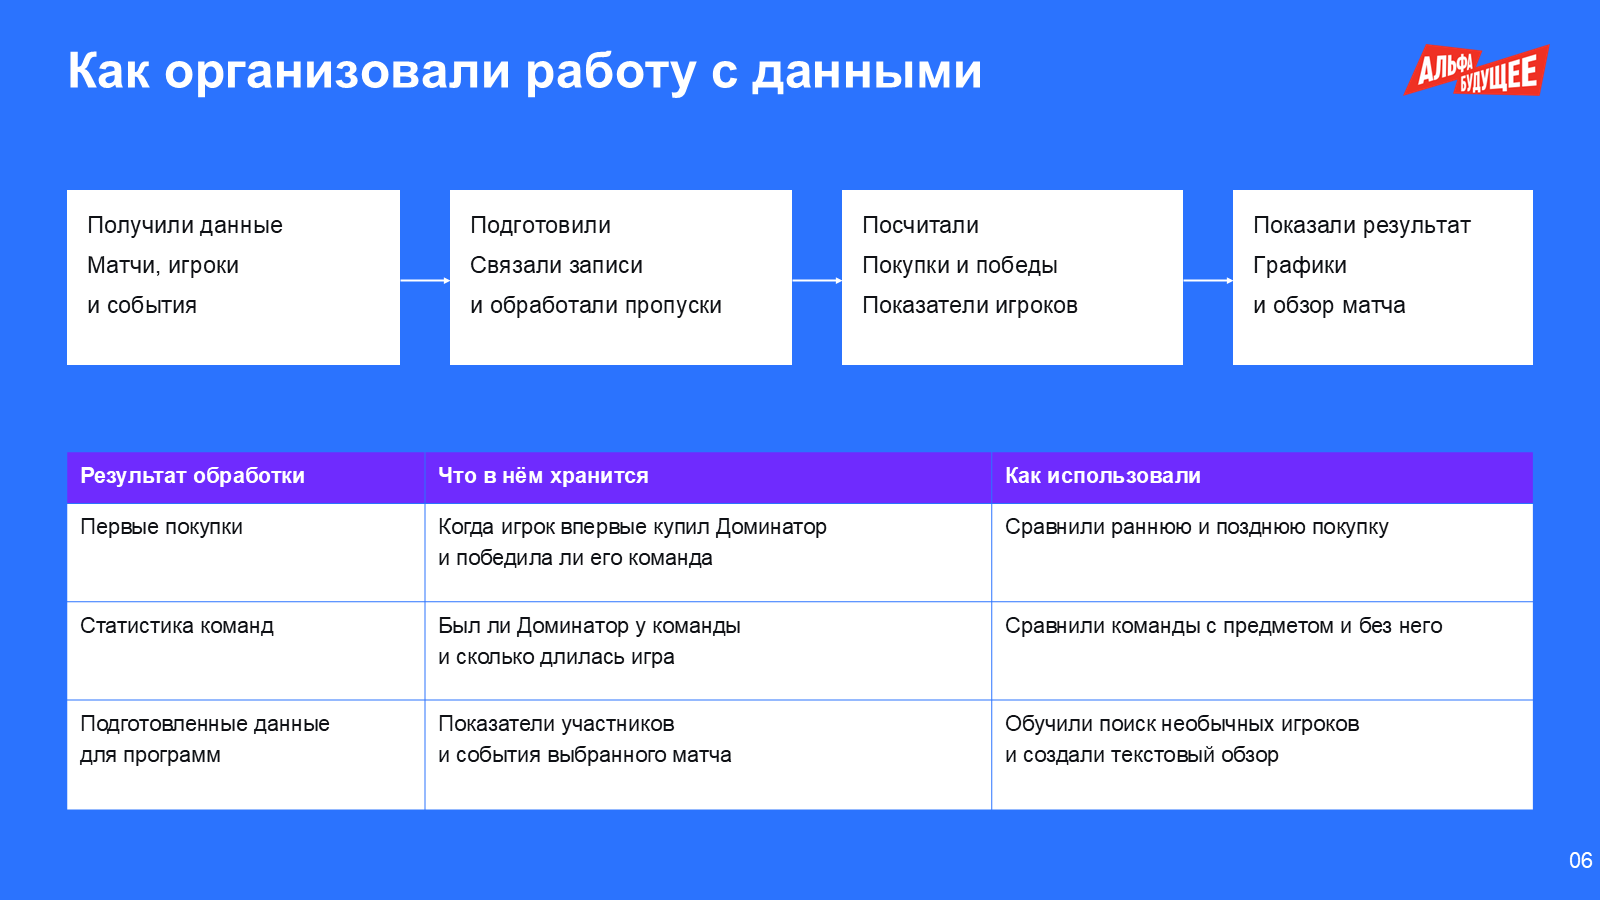 Как организовали работу с данными
АЛЬФА
БУДУЩЕЕ
Получили данные
Матчи, игроки
и события
Подготовили
Связали записи
и обработали пропуски
Посчитали
Покупки и победы
Показатели игроков
Показали результат
Графики
и обзор матча
Результат обработки
Что в нём хранится
Как использовали
Первые покупки
Когда игрок впервые купил Доминатор
и победила ли его команда
Сравнили раннюю и позднюю покупку
Статистика команд
Был ли Доминатор у команды
и сколько длилась игра
Сравнили команды с предметом и без него
Подготовленные данные
для программ
Показатели участников
и события выбранного матча
Обучили поиск необычных игроков
и создали текстовый обзор
06